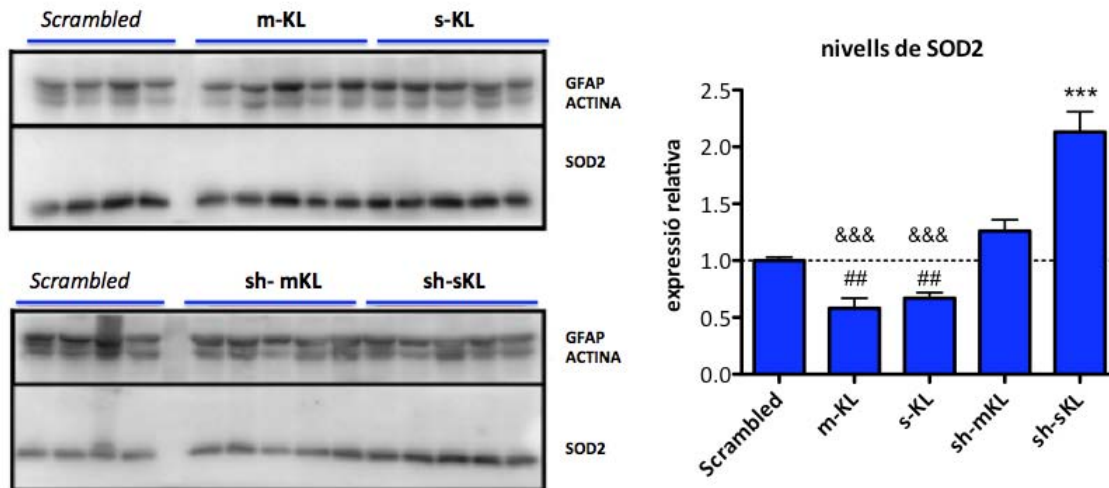 Scrambled m-KL s-KL
GFAP
ACTINA
SOD2
Scrambled sh- mKL sh-sKL
GFAP
ACTINA
SOD2
nivells de SOD2
expressió relativa
2.5
2.0
1.5
1.0
0.5
0.0
***
&&& &&&
## ##
Scrambled m-KL s-KL sh-mKL sh-sKL